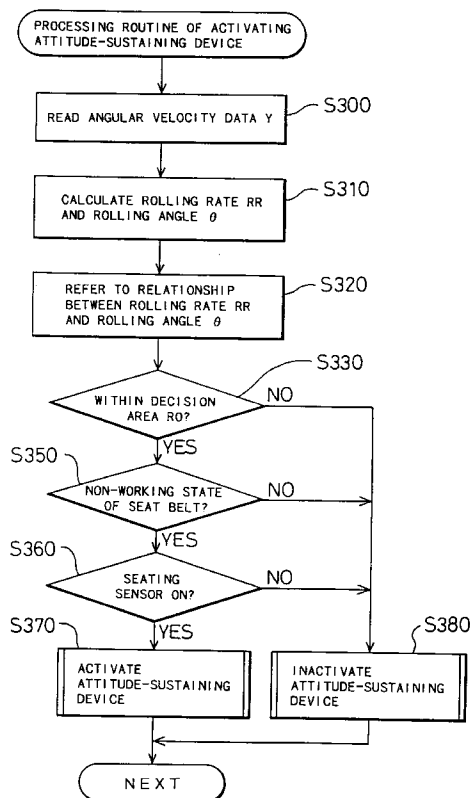 PROCESSING ROUTINE OF ACTIVATING
ATTITUDE-SUSTAINING DEVICE
S300
READ ANGULAR VELOCITY DATA Y
S310
CALCULATE ROLLING RATE RR
AND ROLLING ANGLE θ
S320
REFER TO RELATIONSHIP
BETWEEN ROLLING RATE RR
AND ROLLING ANGLE θ
S330
WITHIN DECISION
AREA RO?
NO
YES
S350
NON-WORKING STATE
OF SEAT BELT?
NO
YES
S360
SEATING
SENSOR ON?
NO
YES
S370
ACTIVATE
ATTITUDE-SUSTAINING
DEVICE
S380
INACTIVATE
ATTITUDE-SUSTAINING
DEVICE
NEXT